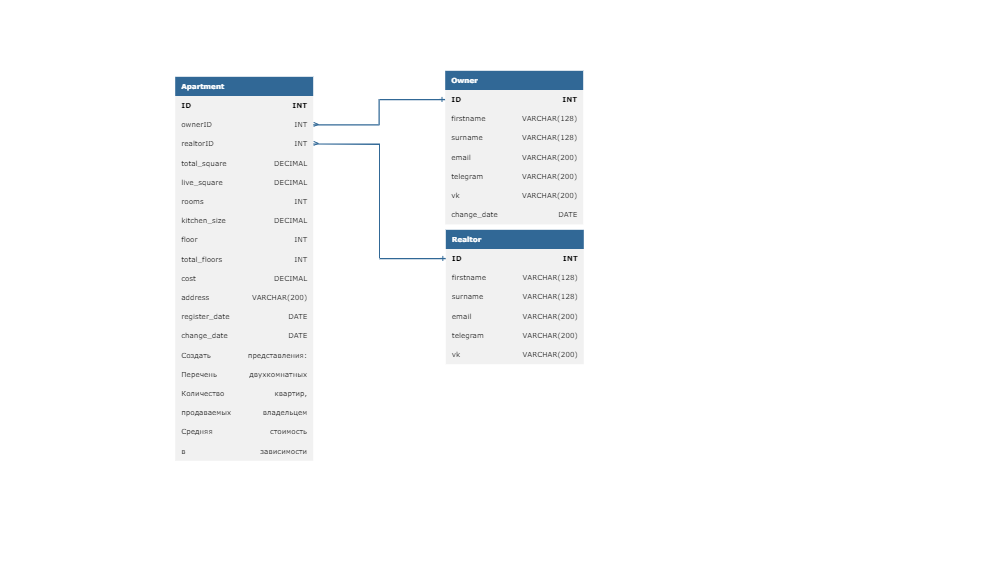 Apartment
ID INT
ownerID INT
realtorID INT
total_square DECIMAL
live_square DECIMAL
rooms INT
kitchen_size DECIMAL
floor INT
total_floors INT
cost DECIMAL
address VARCHAR(200)
register_date DATE
change_date DATE
Создать представления:
Перечень двухкомнатных
Количество квартир,
продаваемых владельцем
Средняя стоимость
в зависимости
Owner
ID INT
firstname VARCHAR(128)
surname VARCHAR(128)
email VARCHAR(200)
telegram VARCHAR(200)
vk VARCHAR(200)
change_date DATE
Realtor
ID INT
firstname VARCHAR(128)
surname VARCHAR(128)
email VARCHAR(200)
telegram VARCHAR(200)
vk VARCHAR(200)